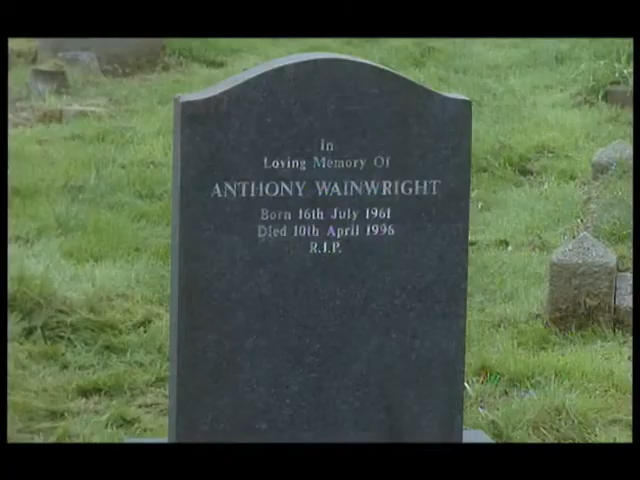 In
Loving Memory Of
ANTHONY WAINWRIGHT
Born 16th July 1961
Died 10th April 1996
R.I.P.